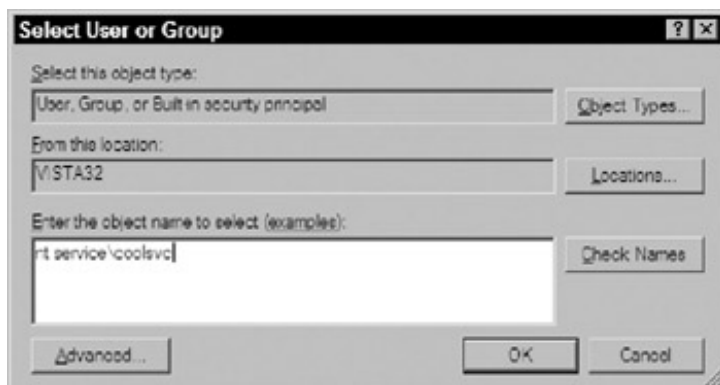 Select User or Group
Select this object type:
User, Group, or Built-in security principal
Object Types...
From this location:
VISTA32
Locations...
Enter the object name to select (examples):
nt service\coolsvc
Check Names
Advanced...
OK
Cancel